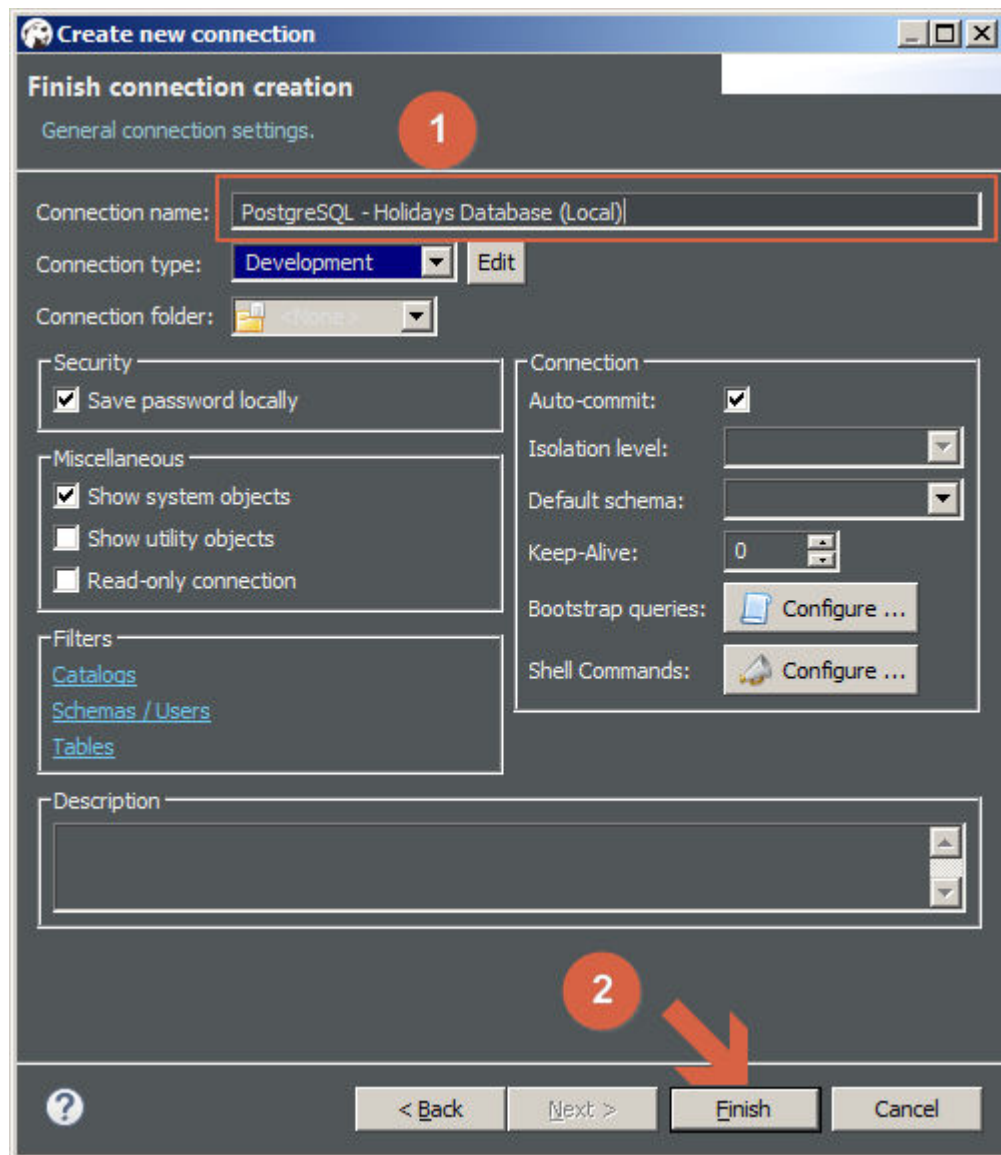 Create new connection
Finish connection creation
General connection settings.
1
Connection name: PostgreSQL - Holidays Database (Local)
Connection type: Development Edit
Connection folder: <None>
Security
Save password locally
Miscellaneous
Show system objects
Show utility objects
Read-only connection
Filters
Catalogs
Schemas / Users
Tables
Connection
Auto-commit:
Isolation level:
Default schema:
Keep-Alive: 0
Bootstrap queries: Configure ...
Shell Commands: Configure ...
Description
2
? < Back Next > Finish Cancel